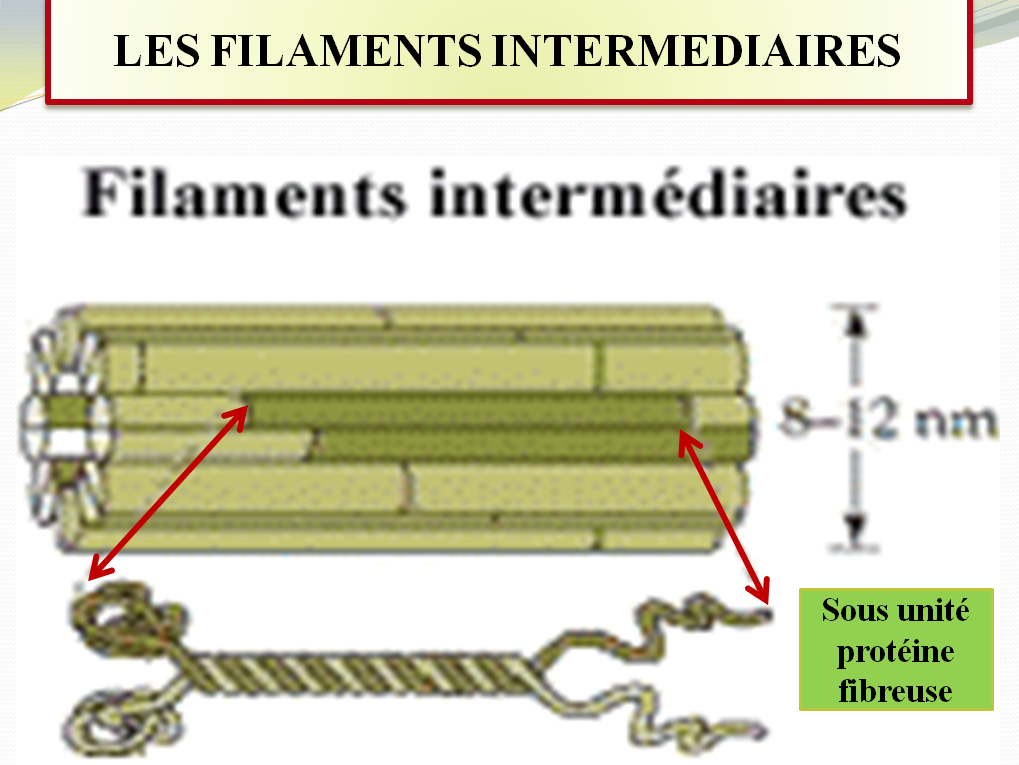 LES FILAMENTS INTERMEDIAIRES
Filaments intermédiaires
8–12 nm
Sous unité
protéine
fibreuse